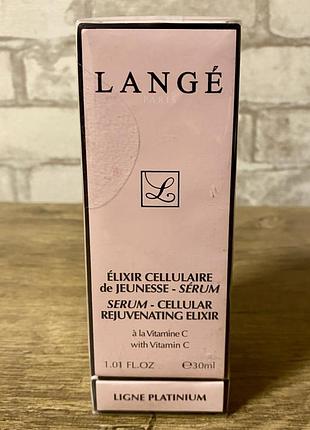 LANGÉ
PARIS
L
ÉLIXIR CELLULAIRE
de JEUNESSE - SÉRUM
SERUM - CELLULAR
REJUVENATING ELIXIR
à la Vitamine C
with Vitamin C
1.01 FL.OZ ℮30ml
LIGNE PLATINIUM